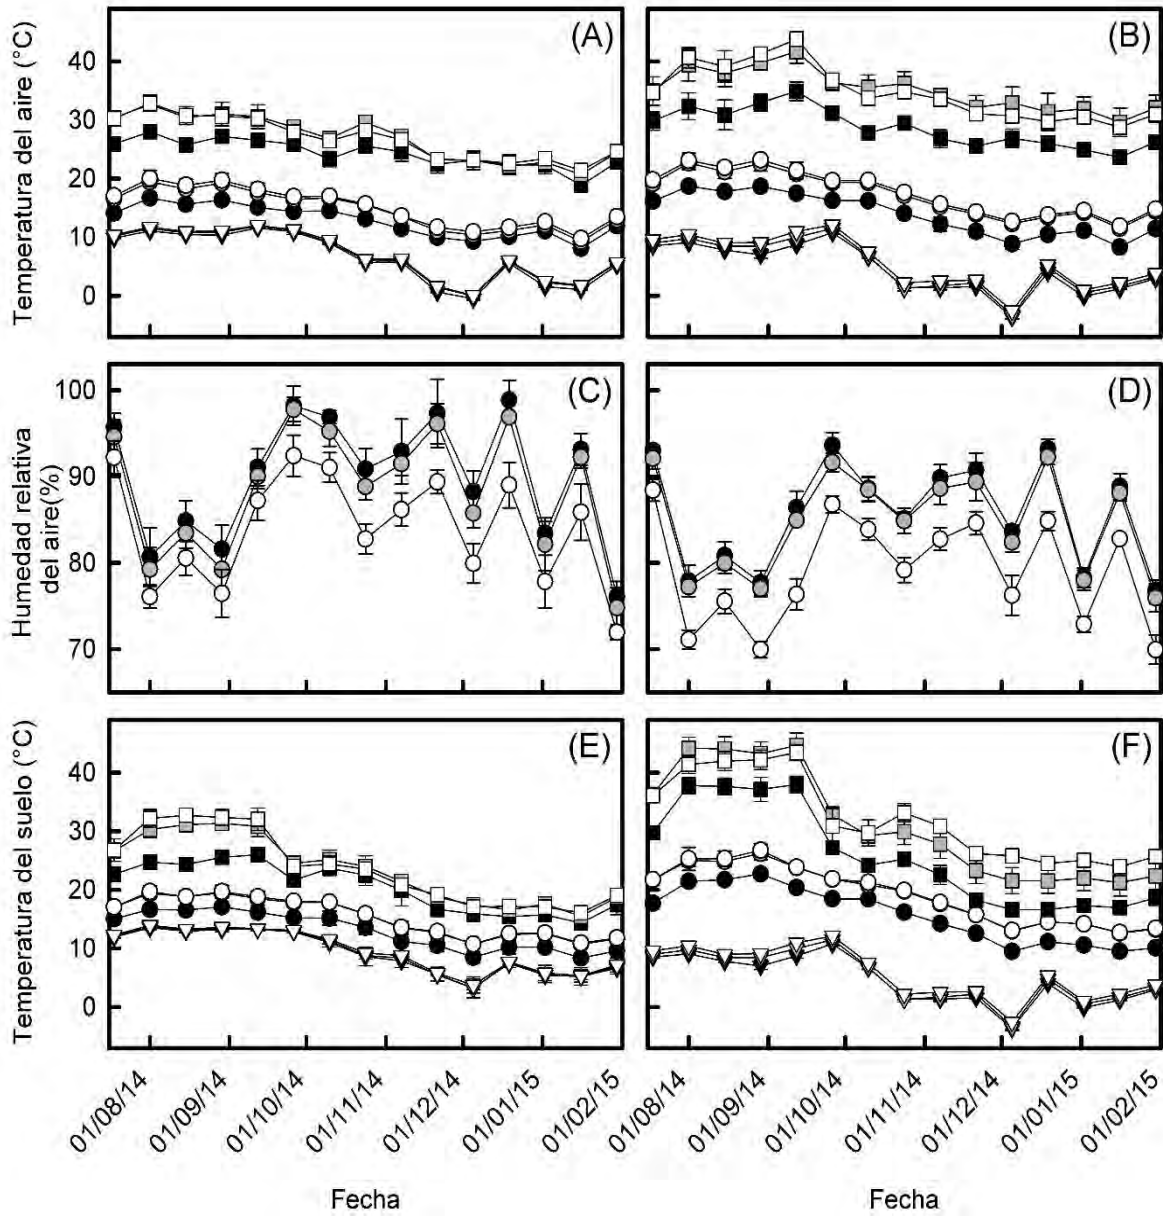 (A)
(B)
Temperatura del aire (°C)
40
30
20
10
0
(C)
(D)
Humedad relativa
del aire(%)
100
90
80
70
(E)
(F)
Temperatura del suelo (°C)
40
30
20
10
0
01/08/14
01/09/14
01/10/14
01/11/14
01/12/14
01/01/15
01/02/15
01/08/14
01/09/14
01/10/14
01/11/14
01/12/14
01/01/15
01/02/15
Fecha
Fecha